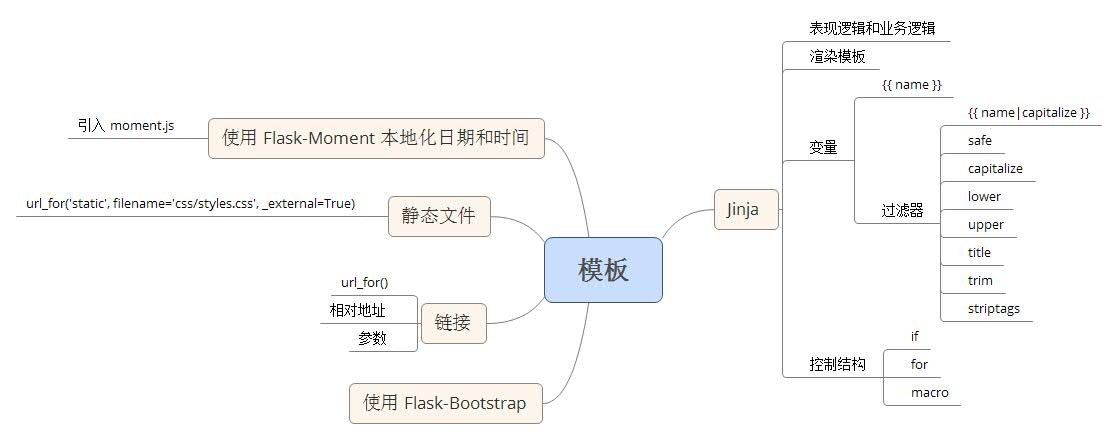 模板
Jinja
表现逻辑和业务逻辑
渲染模板
变量
{{ name }}
过滤器
{{ name|capitalize }}
safe
capitalize
lower
upper
title
trim
striptags
控制结构
if
for
macro
使用 Flask-Moment 本地化日期和时间
引入 moment.js
静态文件
url_for('static', filename='css/styles.css', _external=True)
链接
url_for()
相对地址
参数
使用 Flask-Bootstrap